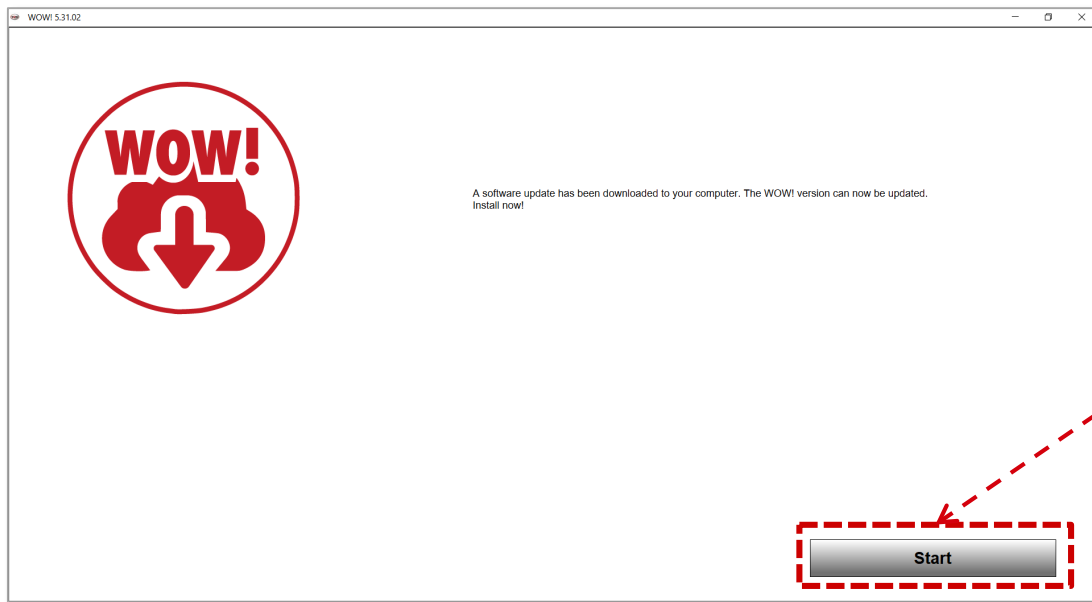 WOW! 5.31.02
WOW!
A software update has been downloaded to your computer. The WOW! version can now be updated.
Install now!
Start